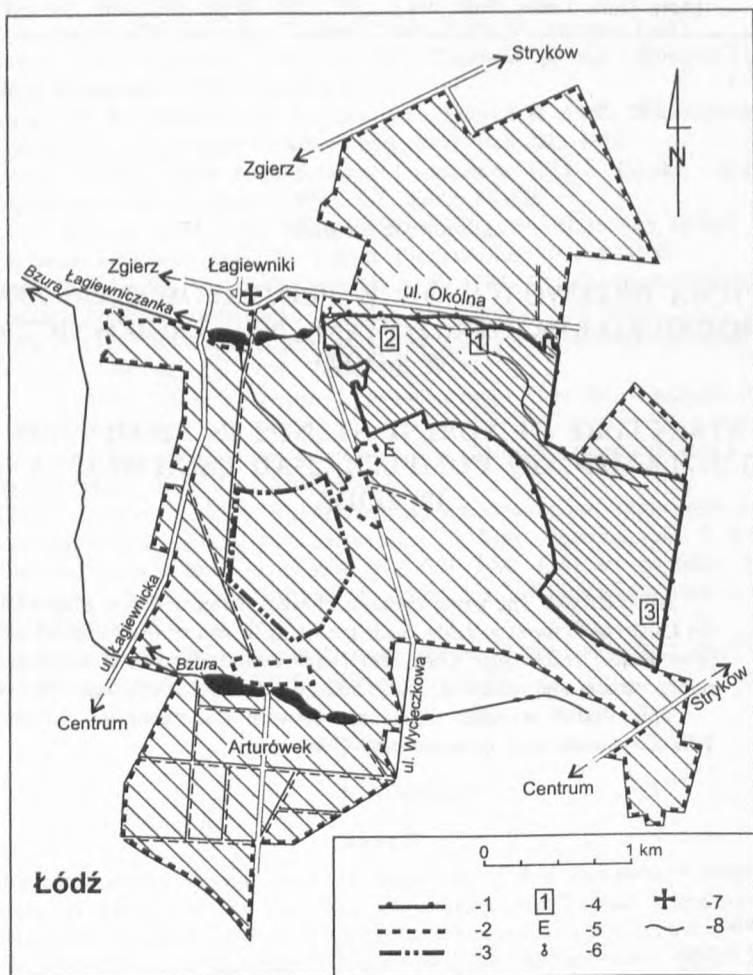 Stryków
N
Zgierz
Zgierz
Łagiewniki
Bzura
Łagiewniczanka
ul. Okólna
2
1
E
3
ul. Łagiewnicka
Bzura
Stryków
Centrum
ul. Wycieczkowa
Arturówek
Centrum
Łódź
0 1 km
-1 1 -4 -7
-2 E -5 -8
-3 -6